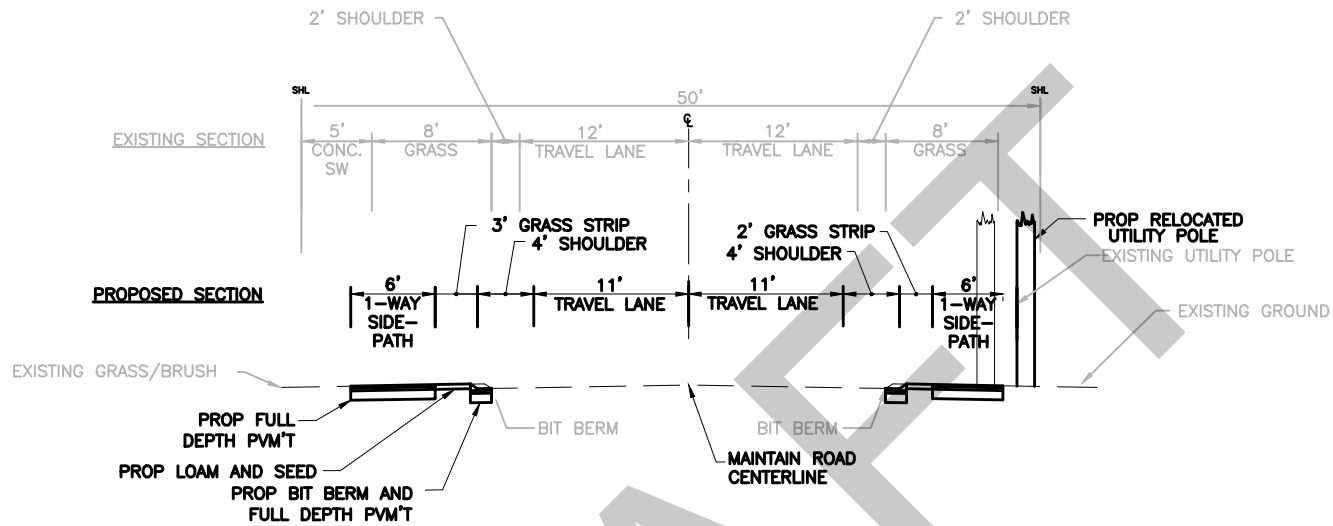 2' SHOULDER
2' SHOULDER
SHL
SHL
50'
℄
EXISTING SECTION
5'
CONC.
SW
8'
GRASS
12'
TRAVEL LANE
12'
TRAVEL LANE
8'
GRASS
3' GRASS STRIP
4' SHOULDER
2' GRASS STRIP
4' SHOULDER
PROP RELOCATED
UTILITY POLE
EXISTING UTILITY POLE
PROPOSED SECTION
6'
1-WAY
SIDE-
PATH
11'
TRAVEL LANE
11'
TRAVEL LANE
6'
1-WAY
SIDE-
PATH
EXISTING GROUND
EXISTING GRASS/BRUSH
PROP FULL
DEPTH PVM'T
BIT BERM
BIT BERM
PROP LOAM AND SEED
PROP BIT BERM AND
FULL DEPTH PVM'T
MAINTAIN ROAD
CENTERLINE